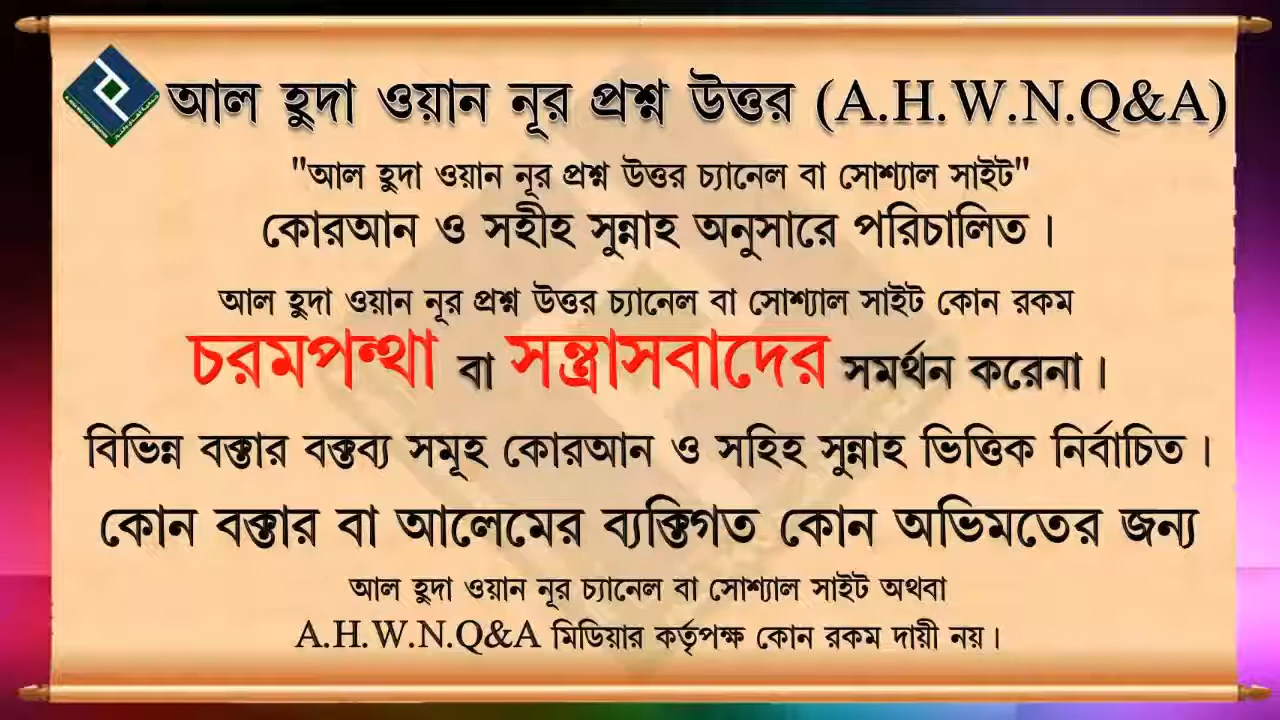 আল হুদা ওয়ান নূর প্রশ্ন উত্তর (A.H.W.N.Q&A)
"আল হুদা ওয়ান নূর প্রশ্ন উত্তর চ্যানেল বা সোশ্যাল সাইট"
কোরআন ও সহীহ সুন্নাহ অনুসারে পরিচালিত।
আল হুদা ওয়ান নূর প্রশ্ন উত্তর চ্যানেল বা সোশ্যাল সাইট কোন রকম
চরমপন্থা বা সন্ত্রাসবাদের সমর্থন করেনা।
বিভিন্ন বক্তার বক্তব্য সমূহ কোরআন ও সহিহ সুন্নাহ ভিত্তিক নির্বাচিত।
কোন বক্তার বা আলেমের ব্যক্তিগত কোন অভিমতের জন্য
আল হুদা ওয়ান নূর চ্যানেল বা সোশ্যাল সাইট অথবা
A.H.W.N.Q&A মিডিয়ার কর্তৃপক্ষ কোন রকম দায়ী নয়।